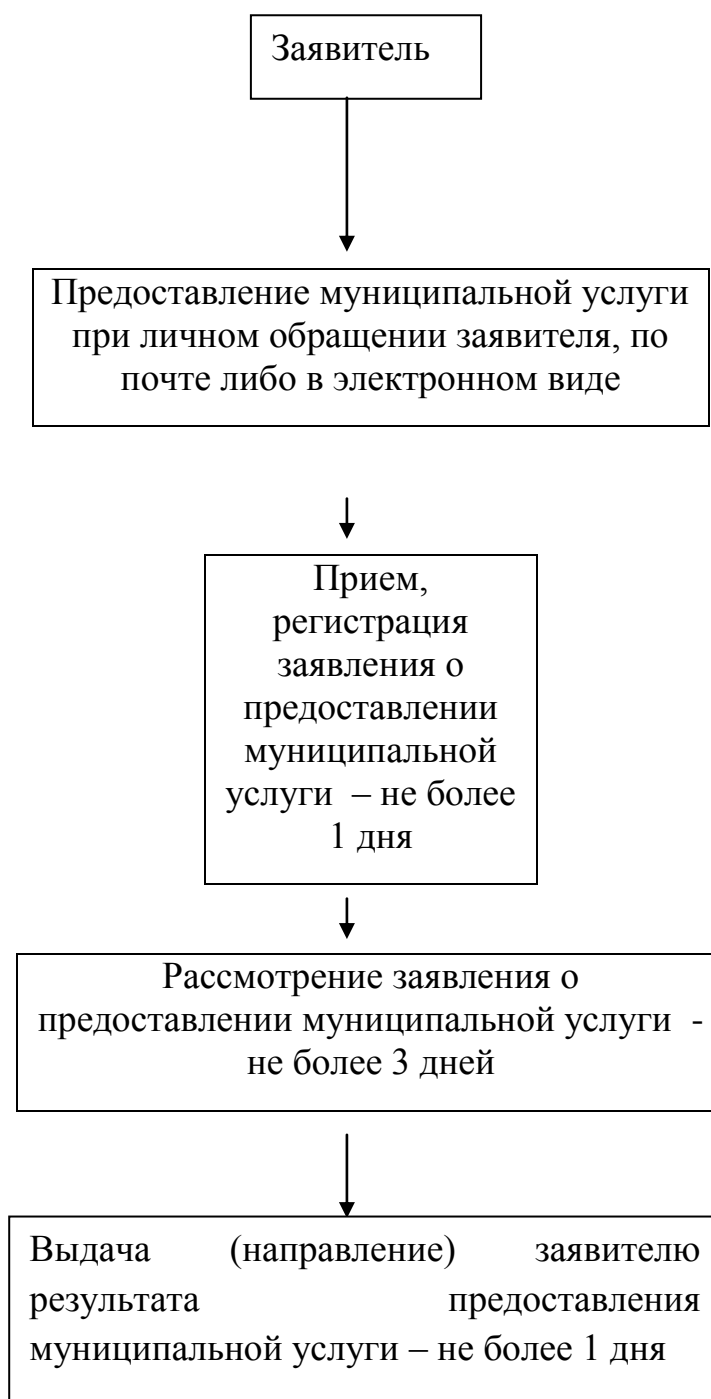 Заявитель
Предоставление муниципальной услуги
при личном обращении заявителя, по
почте либо в электронном виде
Прием,
регистрация
заявления о
предоставлении
муниципальной
услуги – не более
1 дня
Рассмотрение заявления о
предоставлении муниципальной услуги -
не более 3 дней
Выдача (направление) заявителю
результата предоставления
муниципальной услуги – не более 1 дня